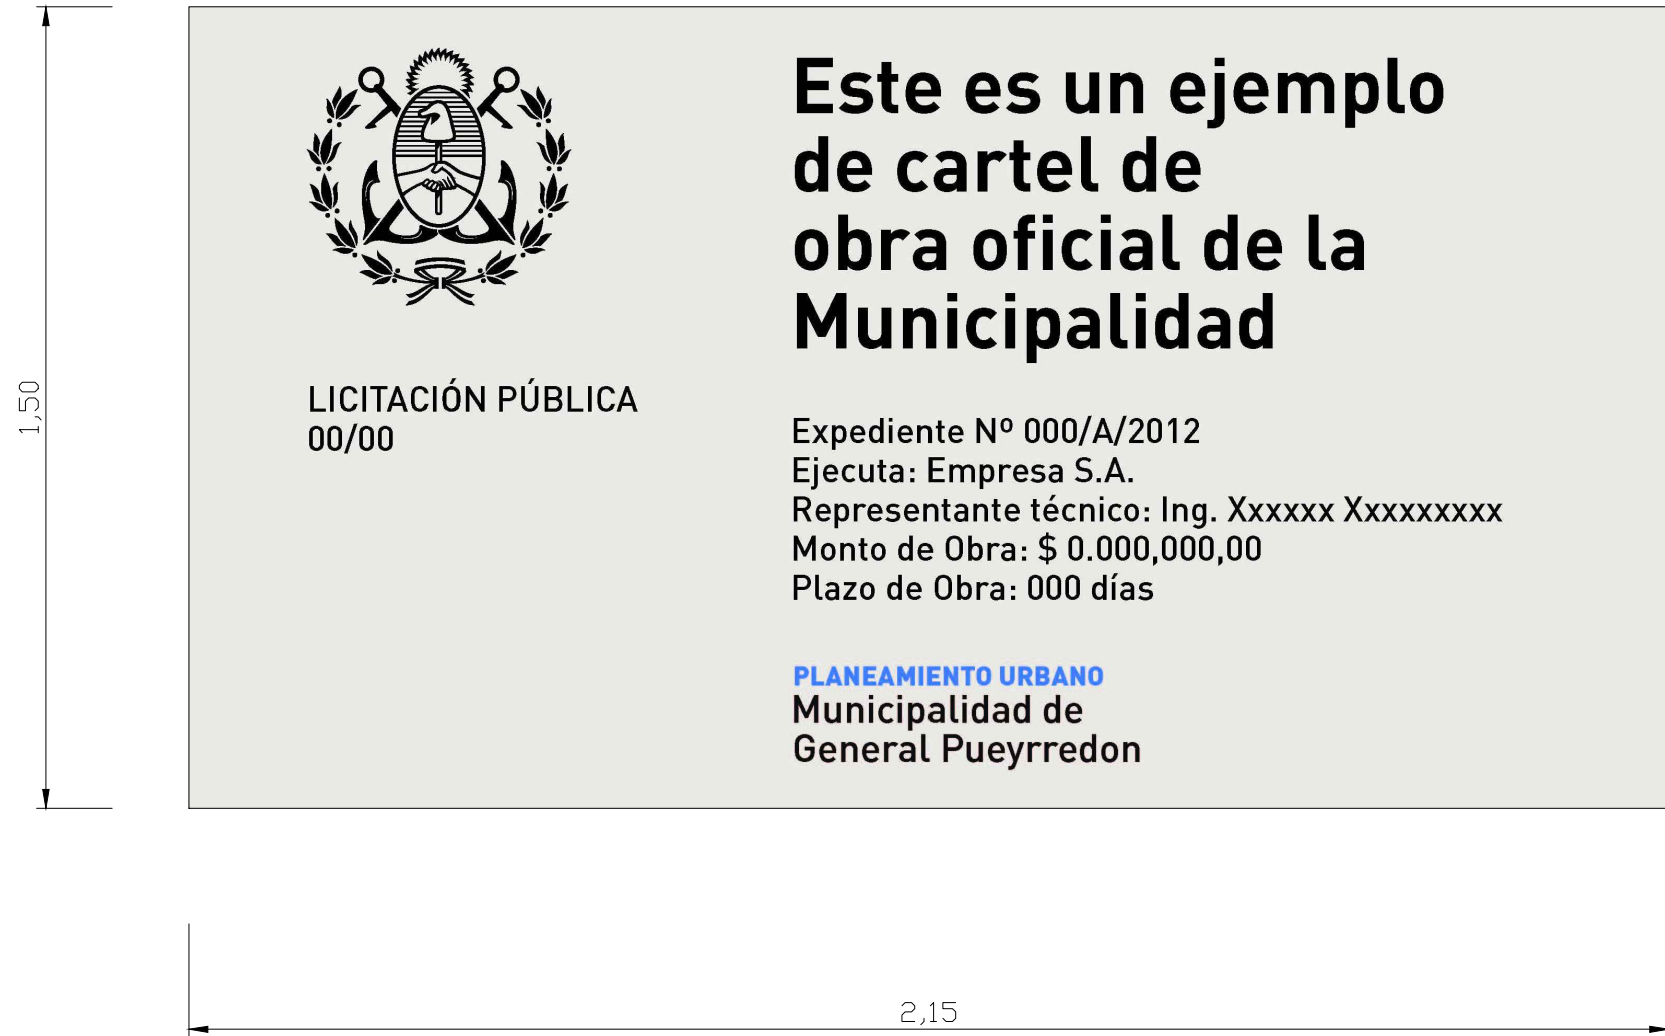 1,50
LICITACIÓN PÚBLICA
00/00
Este es un ejemplo
de cartel de
obra oficial de la
Municipalidad
Expediente Nº 000/A/2012
Ejecuta: Empresa S.A.
Representante técnico: Ing. Xxxxxx Xxxxxxxxx
Monto de Obra: $ 0.000,000,00
Plazo de Obra: 000 días
PLANEAMIENTO URBANO
Municipalidad de
General Pueyrredon
2,15